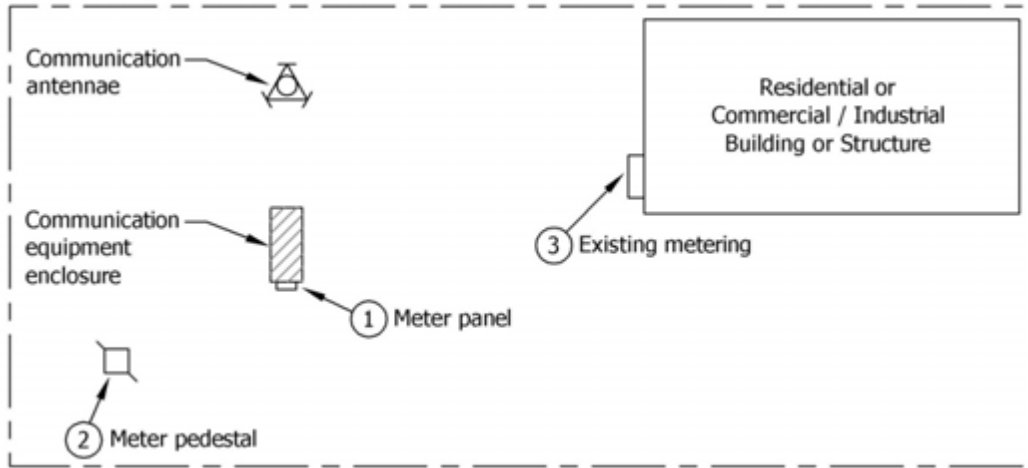 Communication
antennae
Residential or
Commercial / Industrial
Building or Structure
Communication
equipment
enclosure
3 Existing metering
1 Meter panel
2 Meter pedestal